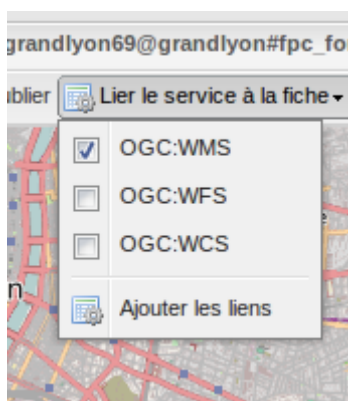 grandlyon69@grandlyon#fpc_fo
blier Lier le service à la fiche
OGC:WMS
OGC:WFS
OGC:WCS
Ajouter les liens